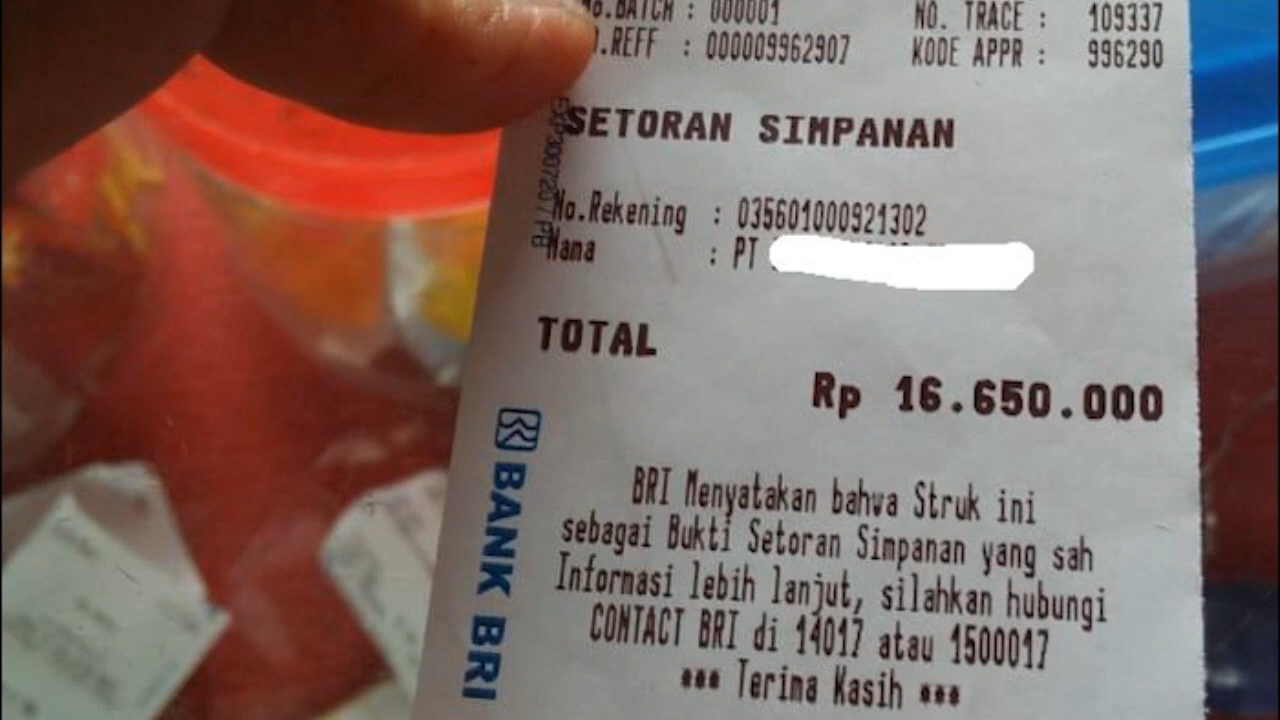 No.BATCH : 000001 NO. TRACE : 109337
.REFF : 000009962907 KODE APPR : 996290
SETORAN SIMPANAN
No.Rekening : 035601000921302
Nama : PT
TOTAL
Rp 16.650.000
BRI Menyatakan bahwa Struk ini
sebagai Bukti Setoran Simpanan yang sah
Informasi lebih lanjut, silahkan hubungi
CONTACT BRI di 14017 atau 1500017
*** Terima Kasih ***
BANK BRI